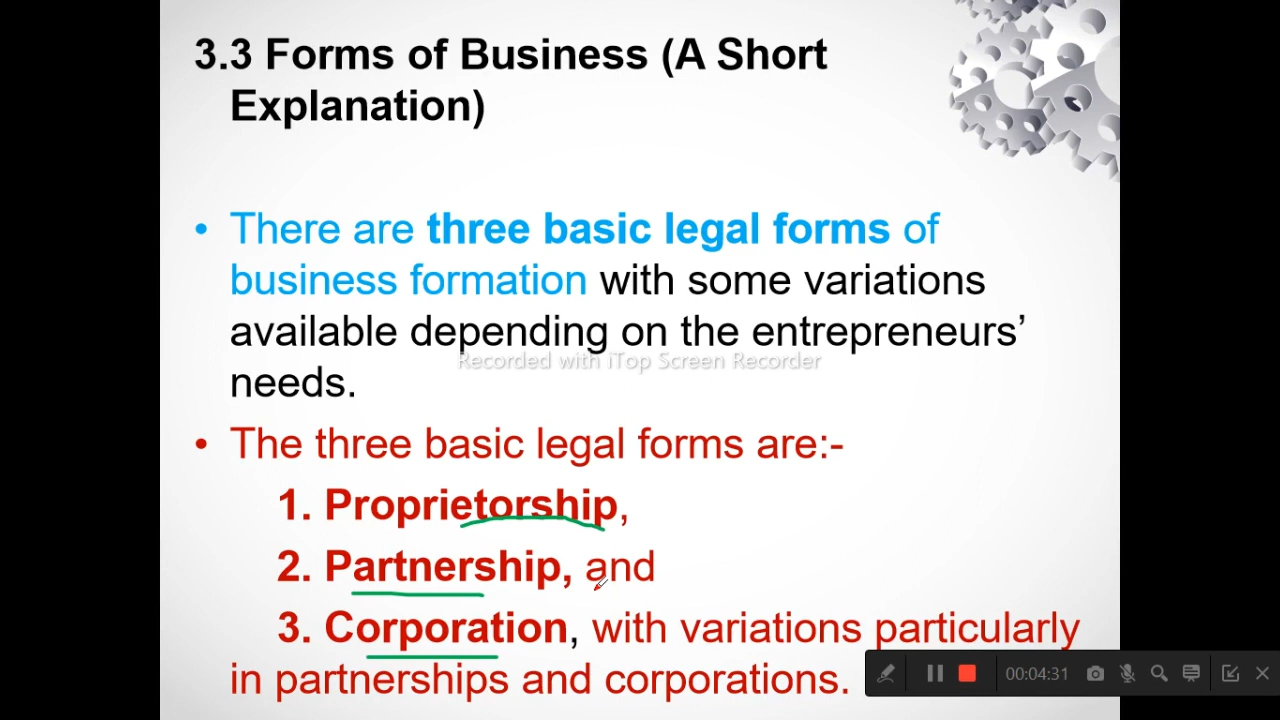 3.3 Forms of Business (A Short
Explanation)
• There are three basic legal forms of
business formation with some variations
available depending on the entrepreneurs’
needs.
Recorded with iTop Screen Recorder
• The three basic legal forms are:-
1. Proprietorship,
2. Partnership, and
3. Corporation, with variations particularly
in partnerships and corporations.
00:04:31